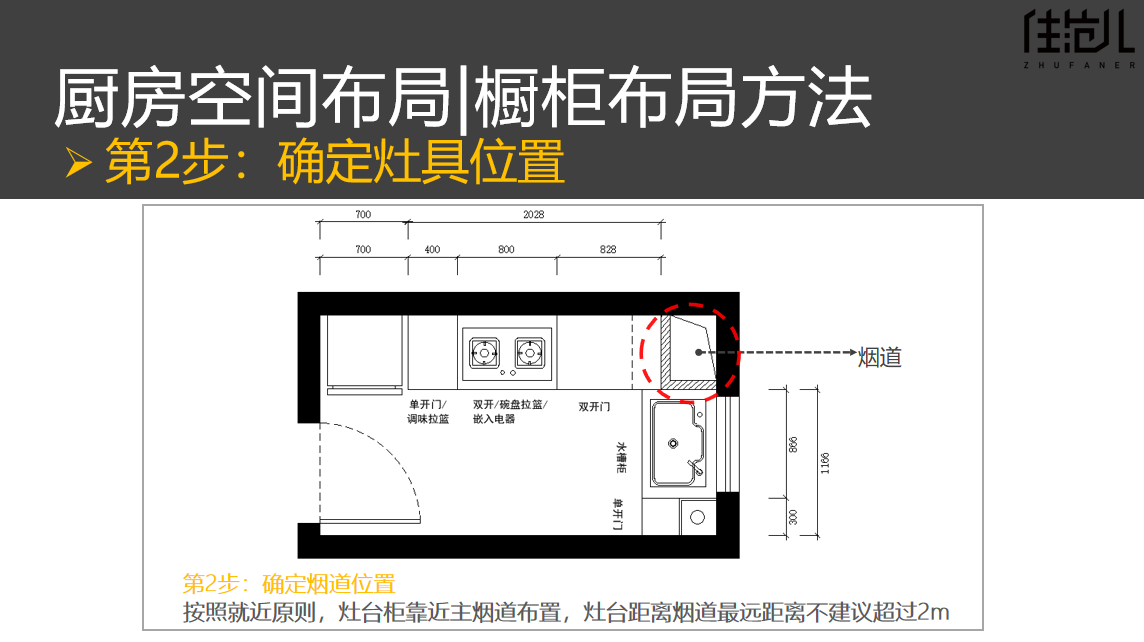 住范儿
ZHUFANER
厨房空间布局|橱柜布局方法
第2步：确定灶具位置
700 2028
700 400 800 828
烟道
单开门/
调味拉篮
双开/碗盘拉篮/
嵌入电器
双开门
水槽柜
单开门
866
1166
300
第2步：确定烟道位置
按照就近原则，灶台柜靠近主烟道布置，灶台距离烟道最远距离不建议超过2m